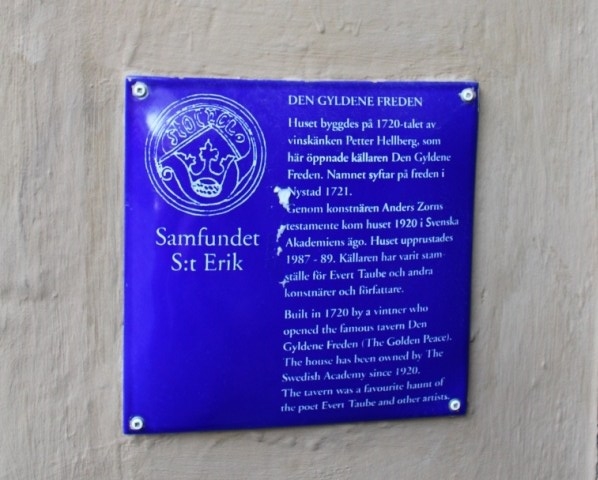 DEN GYLDENE FREDEN
Huset byggdes på 1720-talet av
vinskänken Petter Hellberg, som
här öppnade källaren Den Gyldene
Freden. Namnet syftar på freden i
Nystad 1721.
Genom konstnären Anders Zorns
testamente kom huset 1920 i Svenska
Akademiens ägo. Huset upprustades
1987 - 89. Källaren har varit stam-
ställe för Evert Taube och andra
konstnärer och författare.
Built in 1720 by a vintner who
opened the famous tavern Den
Gyldene Freden (The Golden Peace).
The house has been owned by The
Swedish Academy since 1920.
The tavern was a favourite haunt of
the poet Evert Taube and other artists.
Samfundet
S:t Erik